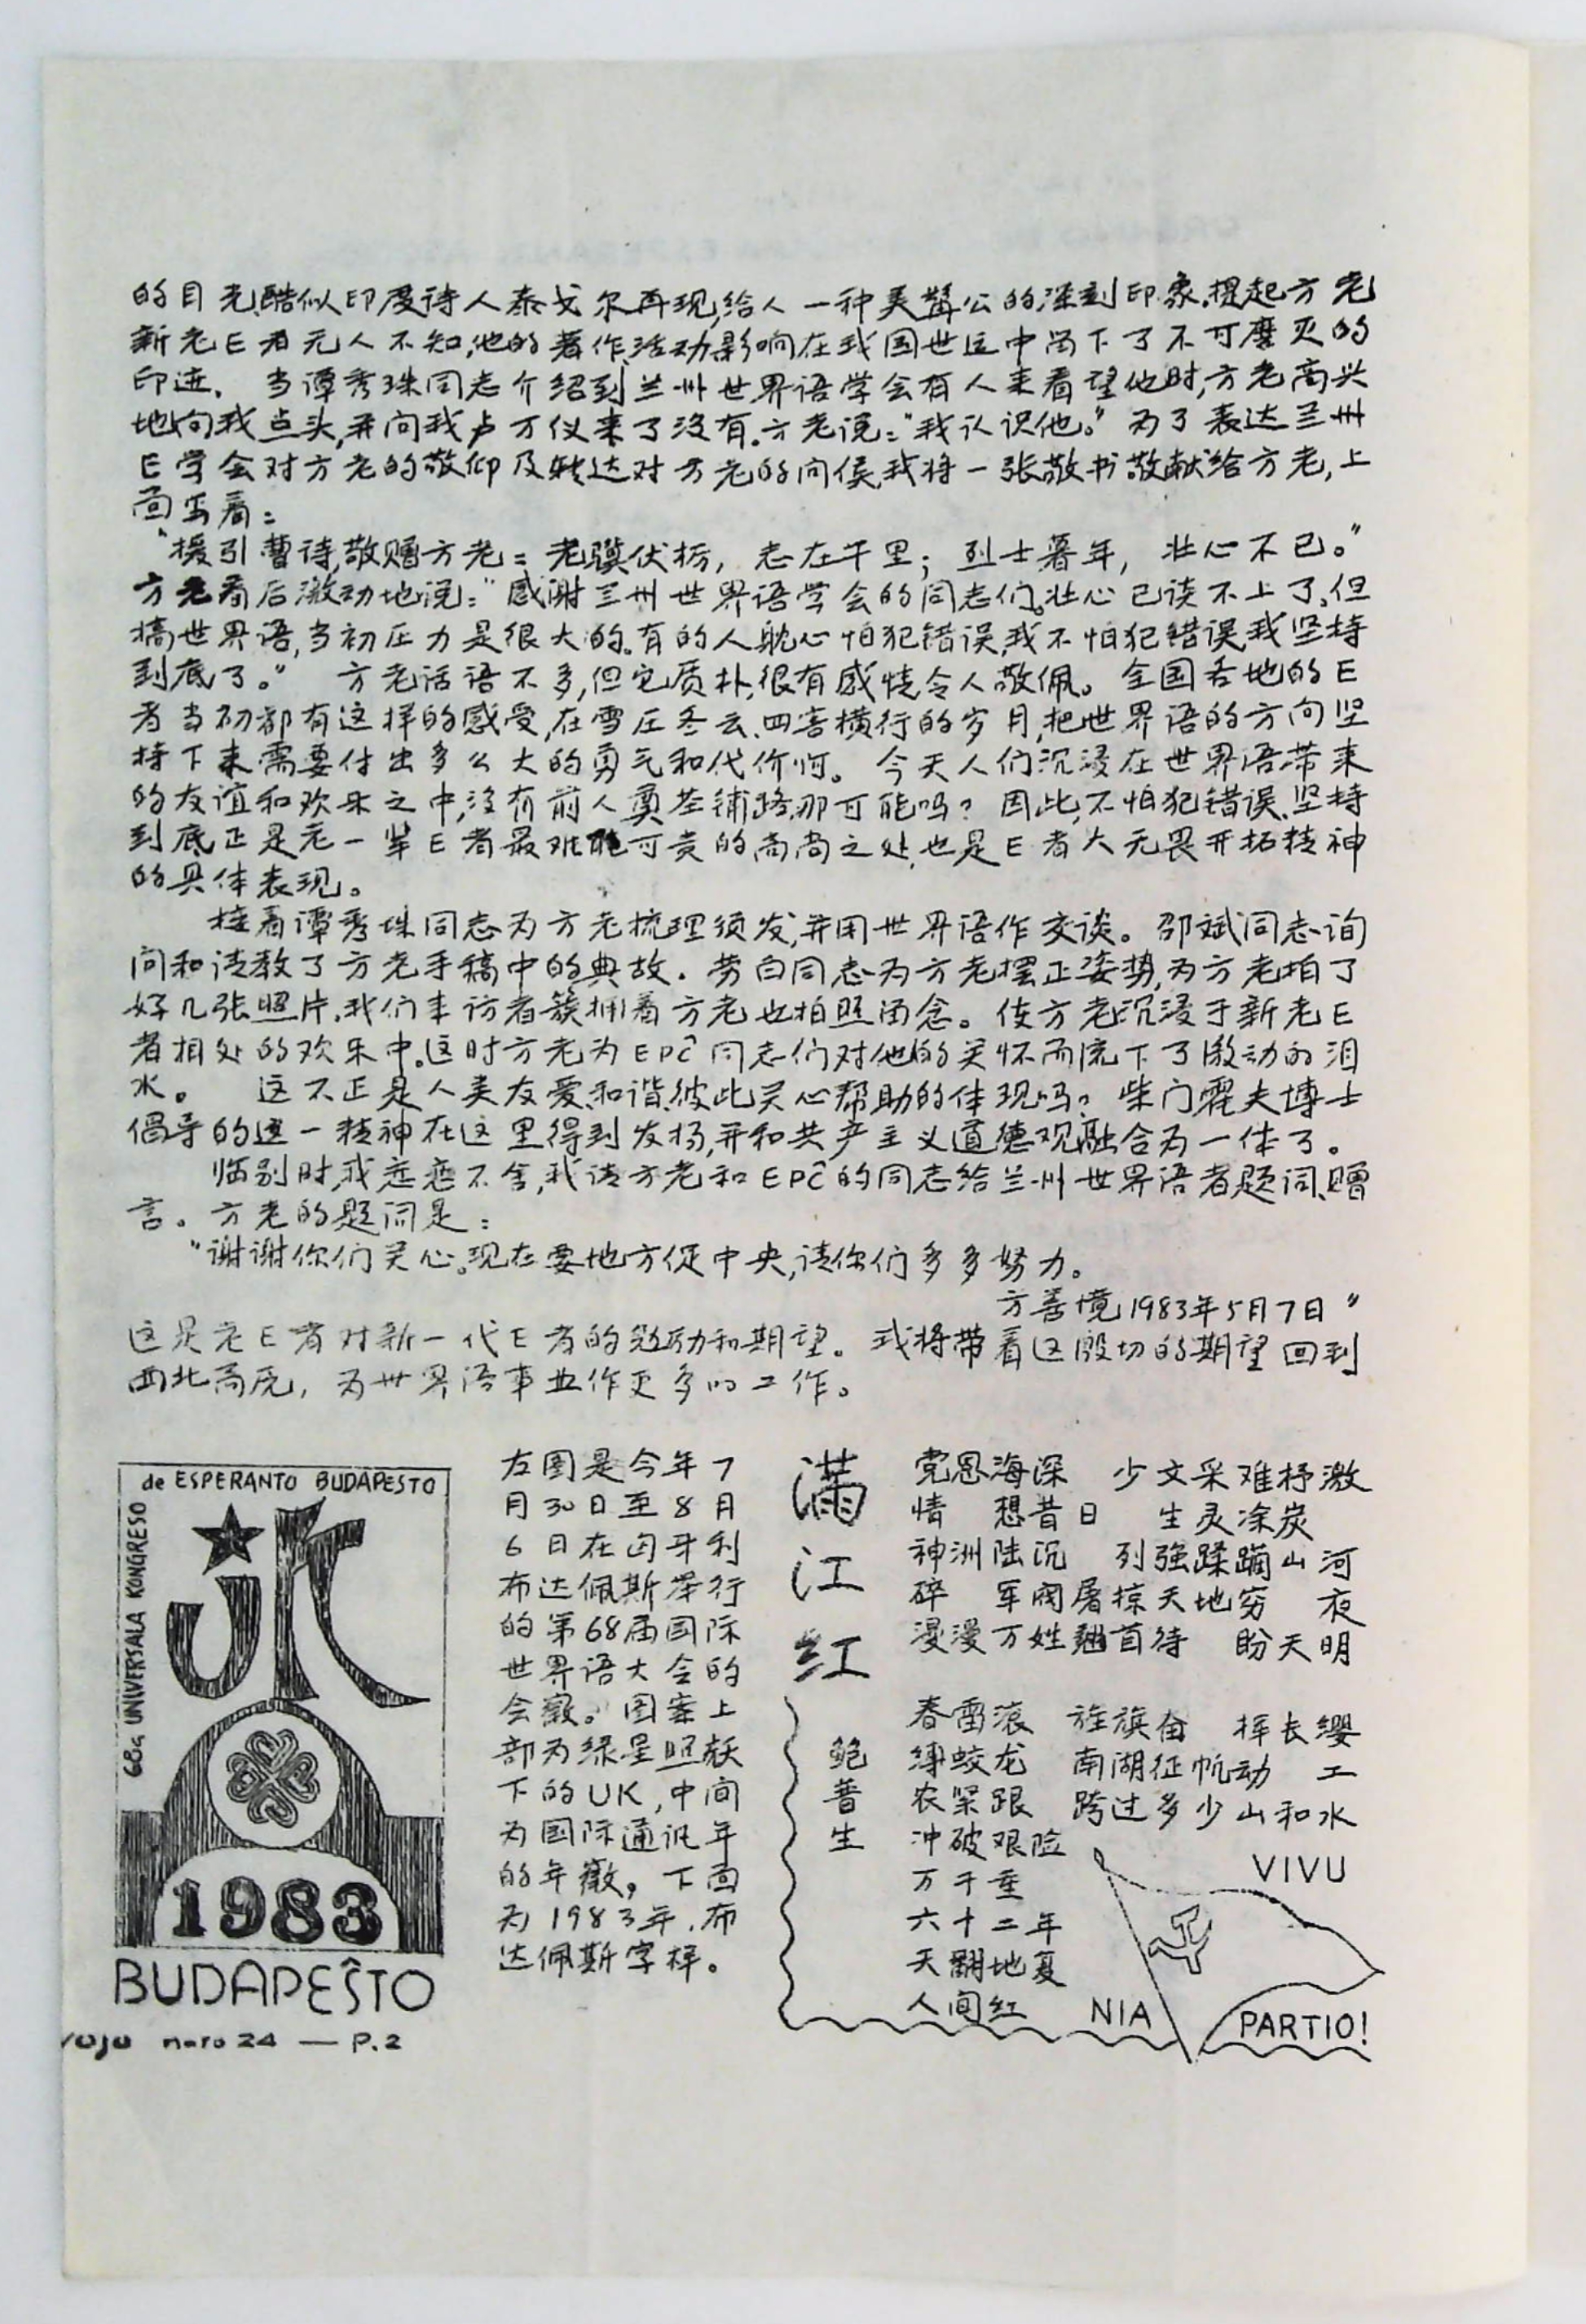 的目光,酷似印度诗人泰戈尔再现,给人一种美髯公的深刻印象.提起方老
新老E者无人不知,他的著作、活动、影响在我国世运中留下了不可磨灭的
印迹. 当谭秀珠同志介绍到兰州世界语学会有人来看望他时,方老高兴
地向我点头,并问我卢万仪来了没有.方老说:“我认识他。” 为了表达兰州
E学会对方老的敬仰及转达对方老的问侯,我将一张敬书敬献给方老,上
面写着:
“援引曹诗,敬赠方老: 老骥伏枥, 志在千里; 烈士暮年, 壮心不已。”
方老看后激动地说:“感谢兰州世界语学会的同志们。壮心已谈不上了,但
搞世界语,当初压力是很大的。有的人耽心怕犯错误,我不怕犯错误,我坚持
到底了。” 方老话语不多,但它质朴,很有感情令人敬佩。全国各地的E
者当初都有这样的感受,在雪压冬云、四害横行的岁月,把世界语的方向坚
持下来需要付出多么大的勇气和代价啊。今天人们沉浸在世界语带来
的友谊和欢乐之中,没有前人奠基铺路,那可能吗? 因此,不怕犯错误、坚持
到底正是老一辈E者最难能可贵的高尚之处,也是E者大无畏开拓精神
的具体表现。
接着谭秀珠同志为方老梳理须发,并用世界语作交谈。邵斌同志询
问和请教了方老手稿中的典故. 劳白同志为方老摆正姿势,为方老拍了
好几张照片.我们来访者簇拥着方老也拍照留念。使方老沉浸于新老E
者相处的欢乐中。这时方老为EPĈ同志们对他的关怀而流下了激动的泪
水。 这不正是人类友爱、和谐、彼此关心帮助的体现吗? 柴门霍夫博士
倡导的这一精神在这里得到发扬,并和共产主义道德观融合为一体了。
临别时,我恋恋不舍,我请方老和EPĈ的同志给兰州世界语者题词、赠
言。方老的题词是:
“谢谢你们关心。现在要地方促中央,请你们多多努力。
方善境1983年5月7日”
这是老E者对新一代E者的勉励和期望。我将带着这殷切的期望回到
西北高原, 为世界语事业作更多的工作。
de ESPERANTO BUDAPESTO
68a UNIVERSALA KONGRESO
UK
1983
BUDAPEŜTO
左图是今年7
月30日至8月
6日在匈牙利
布达佩斯举行
的第68届国际
世界语大会的
会徽。图案上
部为绿星照耀
下的UK,中间
为国际通讯年
的年徽。下面
为1983年.布
达佩斯字样。
满
江
红
鲍
普
生
党恩海深 少文采难抒激
情 想昔日 生灵涂炭
神洲陆沉 列强蹂躏山河
碎 军阀屠掠天地穷 夜
漫漫万姓翘首待 盼天明
春雷滚 旌旗奋 挥长缨
缚蛟龙 南湖征帆动 工
农紧跟 跨过多少山和水
冲破艰险
万千重
六十二年
天翻地复
人间红
VIVU
NIA PARTIO!
vojo nero 24 — P.2